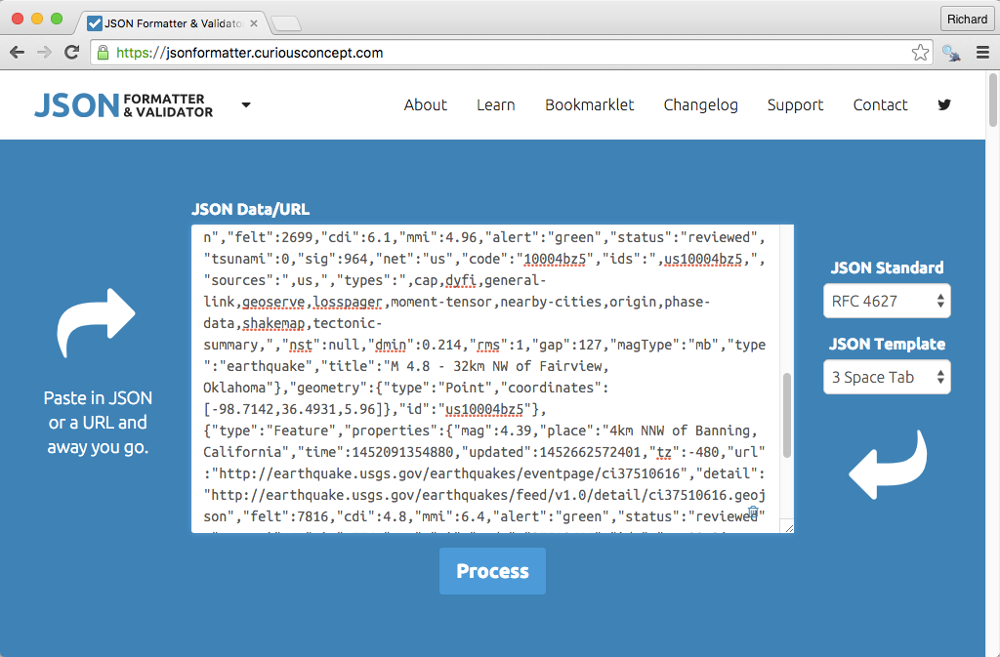 JSON Formatter & Validato
Richard
https://jsonformatter.curiousconcept.com
JSON FORMATTER & VALIDATOR
About Learn Bookmarklet Changelog Support Contact
JSON Data/URL
n","felt":2699,"cdi":6.1,"mmi":4.96,"alert":"green","status":"reviewed",
"tsunami":0,"sig":964,"net":"us","code":"10004bz5","ids":",us10004bz5,",
"sources":",us,","types":",cap,dyfi,general-
link,geoserve,losspager,moment-tensor,nearby-cities,origin,phase-
data,shakemap,tectonic-
summary,","nst":null,"dmin":0.214,"rms":1,"gap":127,"magType":"mb","type
":"earthquake","title":"M 4.8 - 32km NW of Fairview,
Oklahoma"},"geometry":{"type":"Point","coordinates":
[-98.7142,36.4931,5.96]},"id":"us10004bz5"},
{"type":"Feature","properties":{"mag":4.39,"place":"4km NNW of Banning,
California","time":1452091354880,"updated":1452662572401,"tz":-480,"url"
:"http://earthquake.usgs.gov/earthquakes/eventpage/ci37510616","detail":
"http://earthquake.usgs.gov/earthquakes/feed/v1.0/detail/ci37510616.geoj
son","felt":7816,"cdi":4.8,"mmi":6.4,"alert":"green","status":"reviewed"
Paste in JSON
or a URL and
away you go.
JSON Standard
RFC 4627
JSON Template
3 Space Tab
Process